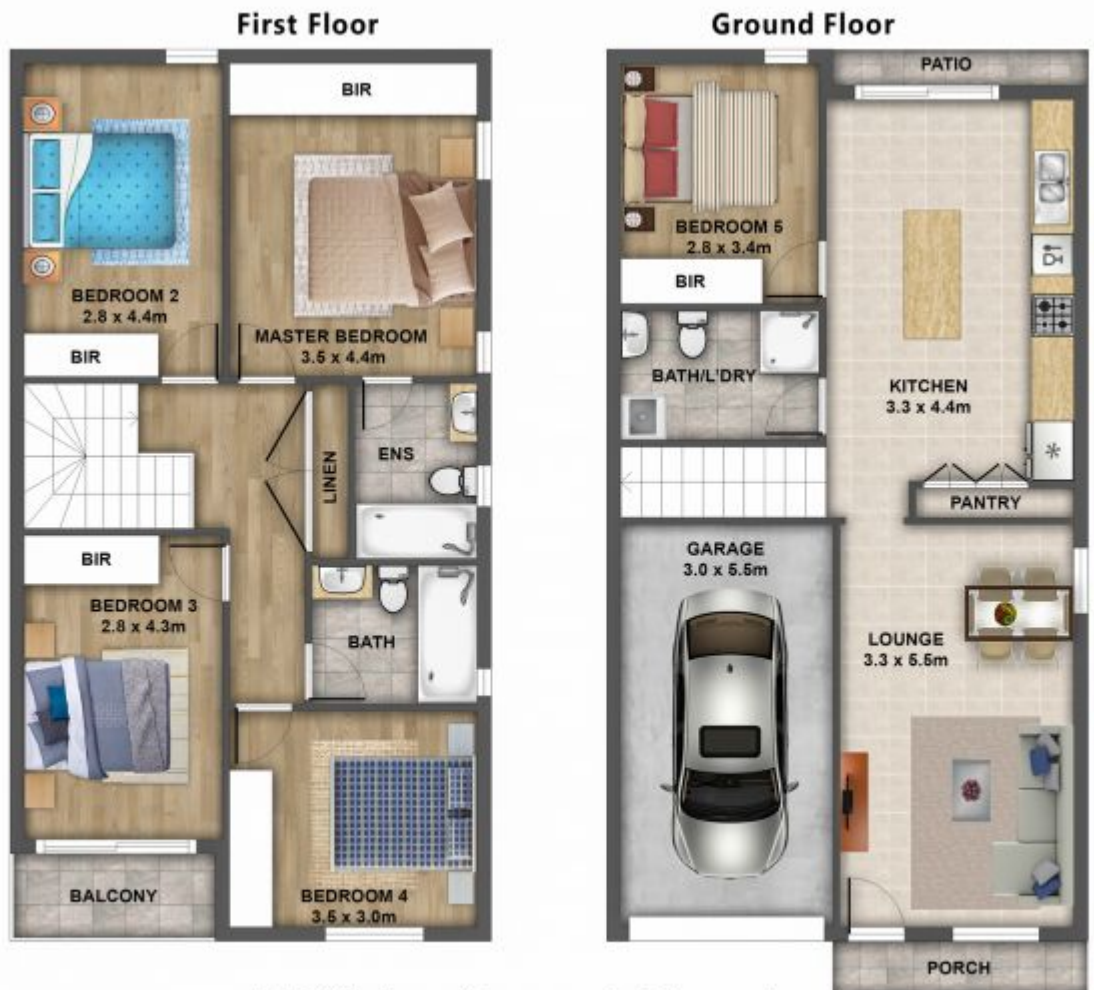 First Floor
BIR
BEDROOM 2
2.8 x 4.4m
MASTER BEDROOM
3.5 x 4.4m
BIR
LINEN
ENS
BIR
BEDROOM 3
2.8 x 4.3m
BATH
BALCONY
BEDROOM 4
3.5 x 3.0m
Ground Floor
PATIO
BEDROOM 5
2.8 x 3.4m
BIR
BATH/L'DRY
KITCHEN
3.3 x 4.4m
PANTRY
GARAGE
3.0 x 5.5m
LOUNGE
3.3 x 5.5m
PORCH